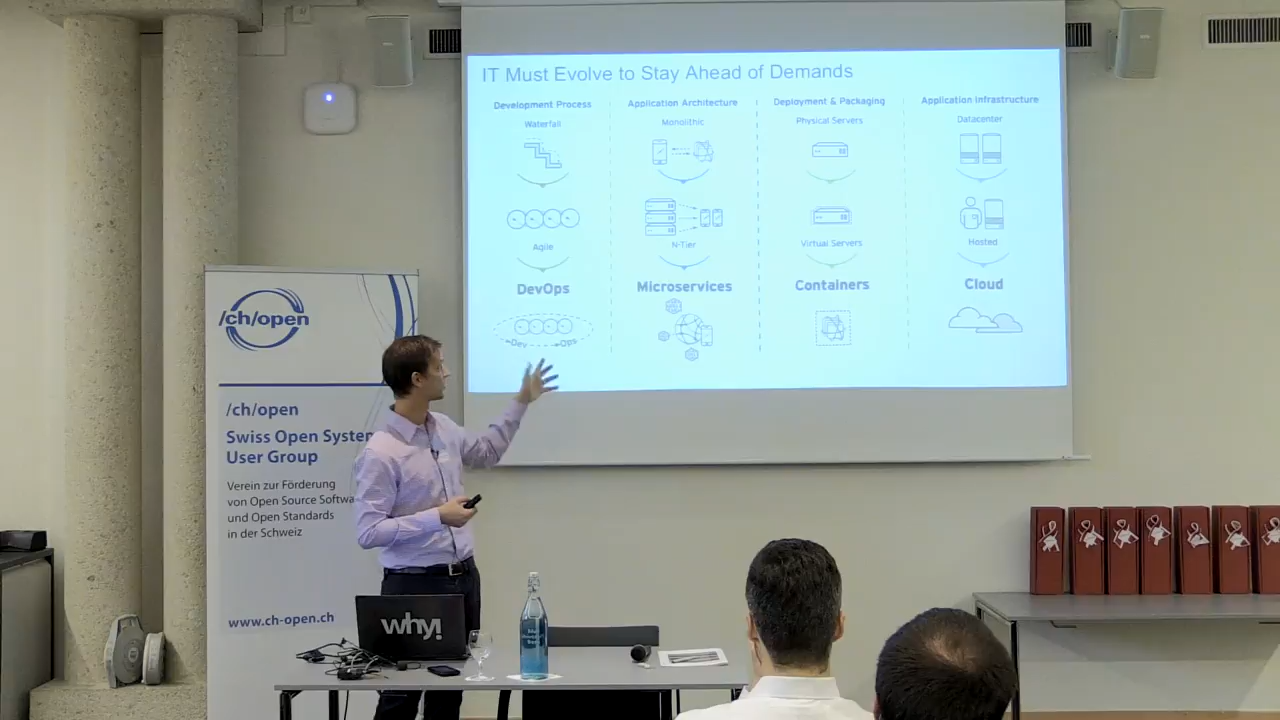 IT Must Evolve to Stay Ahead of Demands
Development Process
Application Architecture
Deployment & Packaging
Application Infrastructure
Waterfall
Monolithic
Physical Servers
Datacenter
Agile
N-Tier
Virtual Servers
Hosted
DevOps
Microservices
Containers
Cloud
Dev
Ops
/ch/open
/ch/open
Swiss Open System
User Group
Verein zur Förderung
von Open Source Softwa
und Open Standards
in der Schweiz
www.ch-open.ch
why!